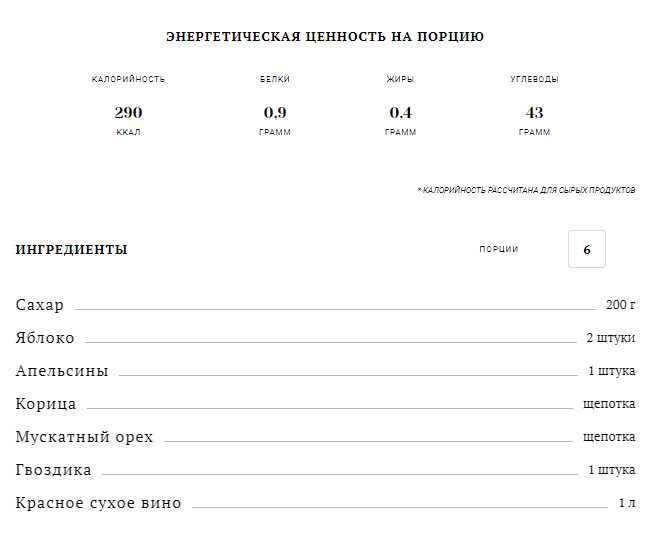 ЭНЕРГЕТИЧЕСКАЯ ЦЕННОСТЬ НА ПОРЦИЮ
КАЛОРИЙНОСТЬ БЕЛКИ ЖИРЫ УГЛЕВОДЫ
290 0,9 0,4 43
ККАЛ ГРАММ ГРАММ ГРАММ
* КАЛОРИЙНОСТЬ РАССЧИТАНА ДЛЯ СЫРЫХ ПРОДУКТОВ
ИНГРЕДИЕНТЫ ПОРЦИИ 6
Сахар 200 г
Яблоко 2 штуки
Апельсины 1 штука
Корица щепотка
Мускатный орех щепотка
Гвоздика 1 штука
Красное сухое вино 1 л